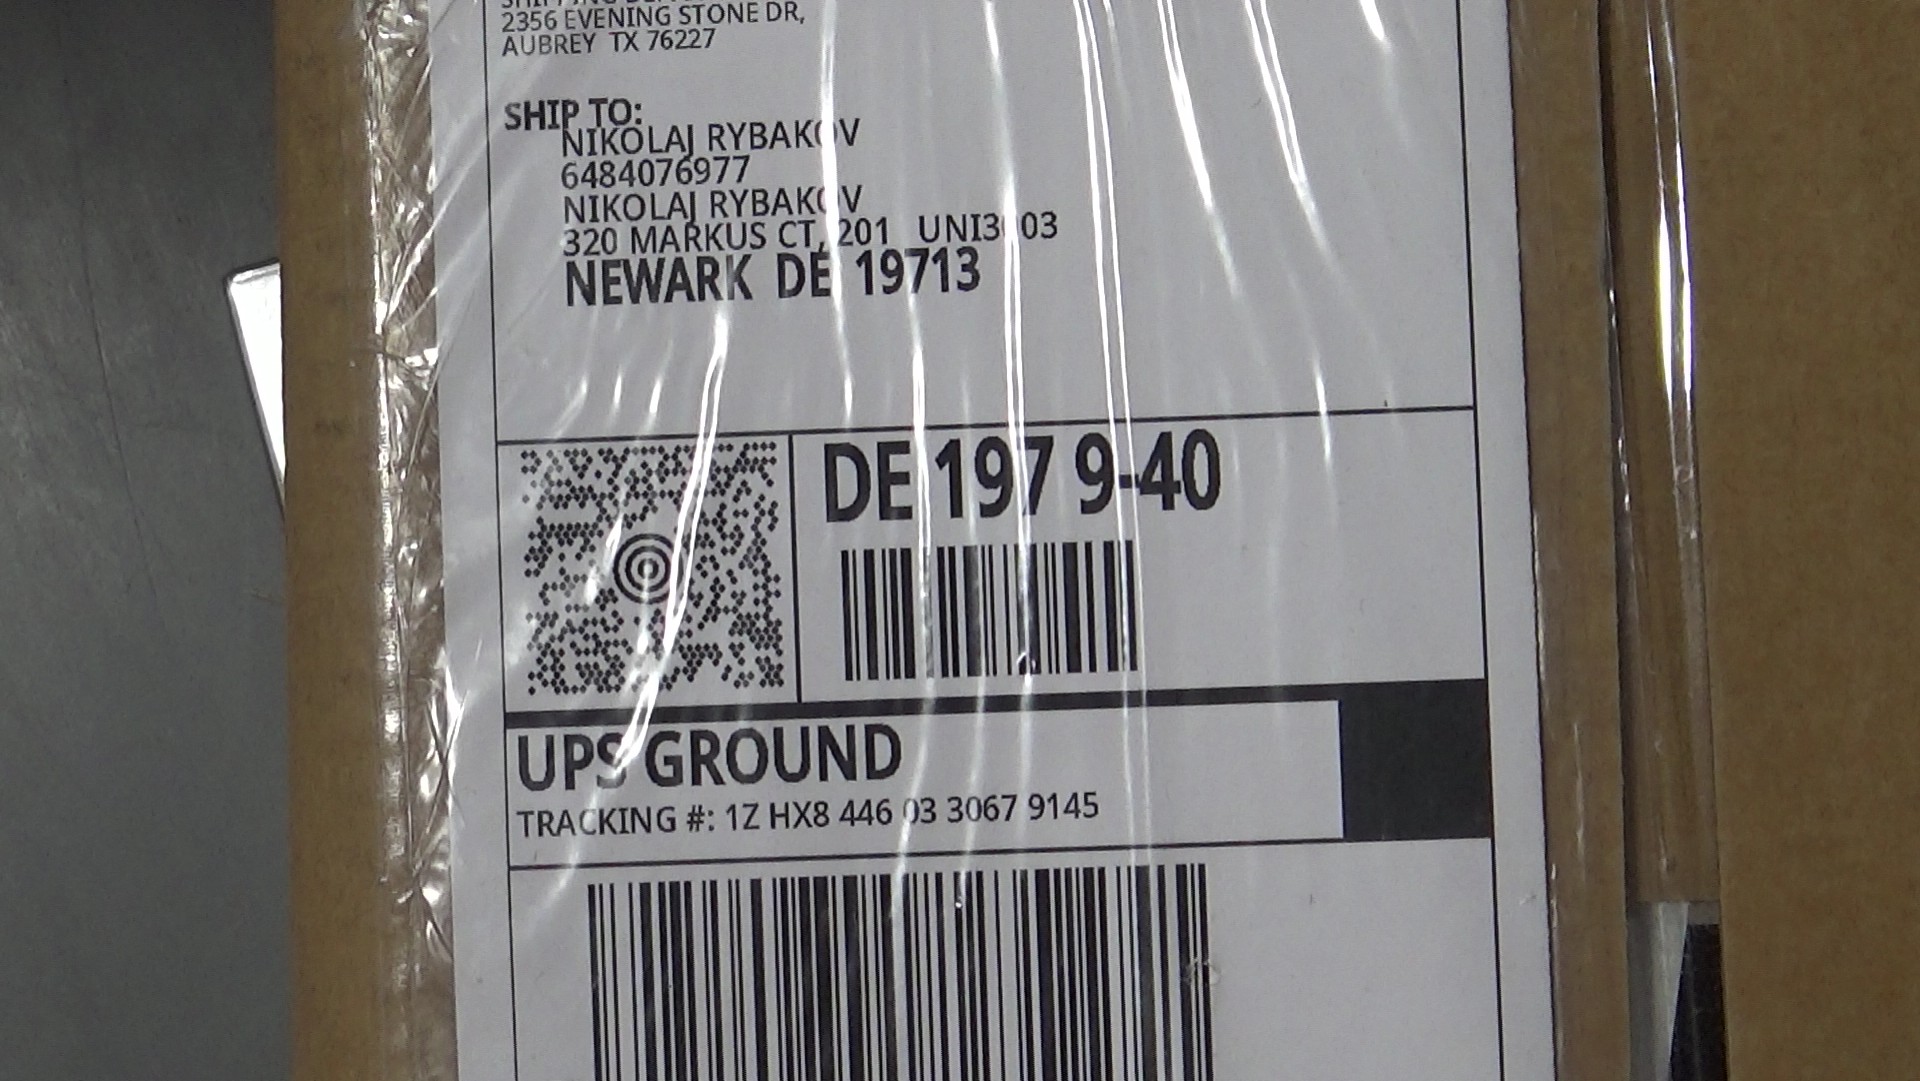 2356 EVENING STONE DR,
AUBREY TX 76227
SHIP TO:
NIKOLAJ RYBAKOV
6484076977
NIKOLAJ RYBAKOV
320 MARKUS CT, 201 UNI3003
NEWARK DE 19713
DE 197 9-40
UPS GROUND
TRACKING #: 1Z HX8 446 03 3067 9145